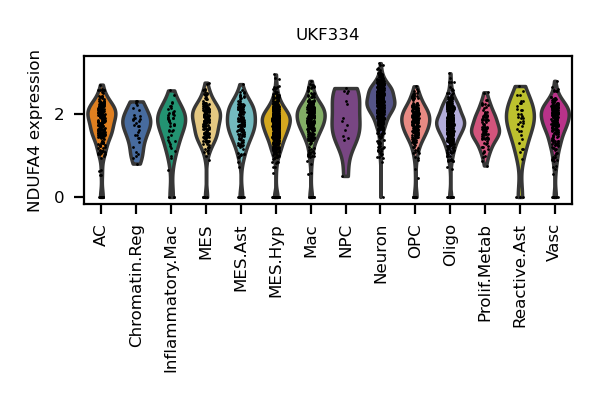 UKF334
NDUFA4 expression
2
0
AC
Chromatin.Reg
Inflammatory.Mac
MES
MES.Ast
MES.Hyp
Mac
NPC
Neuron
OPC
Oligo
Prolif.Metab
Reactive.Ast
Vasc